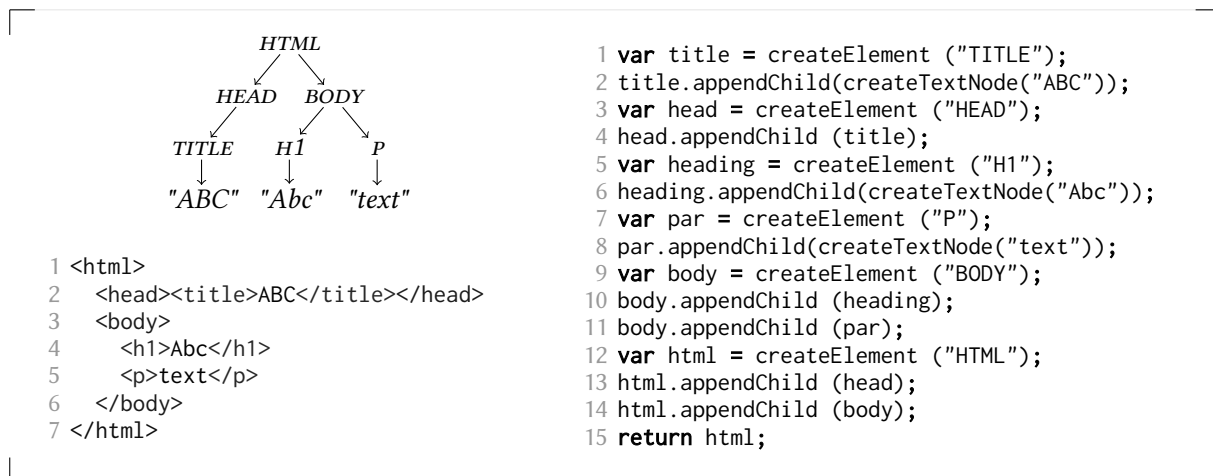 HTML
HEAD BODY
TITLE H1 P
"ABC" "Abc" "text"
1 <html>
2 <head><title>ABC</title></head>
3 <body>
4 <h1>Abc</h1>
5 <p>text</p>
6 </body>
7 </html>
1 var title = createElement ("TITLE");
2 title.appendChild(createTextNode("ABC"));
3 var head = createElement ("HEAD");
4 head.appendChild (title);
5 var heading = createElement ("H1");
6 heading.appendChild(createTextNode("Abc"));
7 var par = createElement ("P");
8 par.appendChild(createTextNode("text"));
9 var body = createElement ("BODY");
10 body.appendChild (heading);
11 body.appendChild (par);
12 var html = createElement ("HTML");
13 html.appendChild (head);
14 html.appendChild (body);
15 return html;